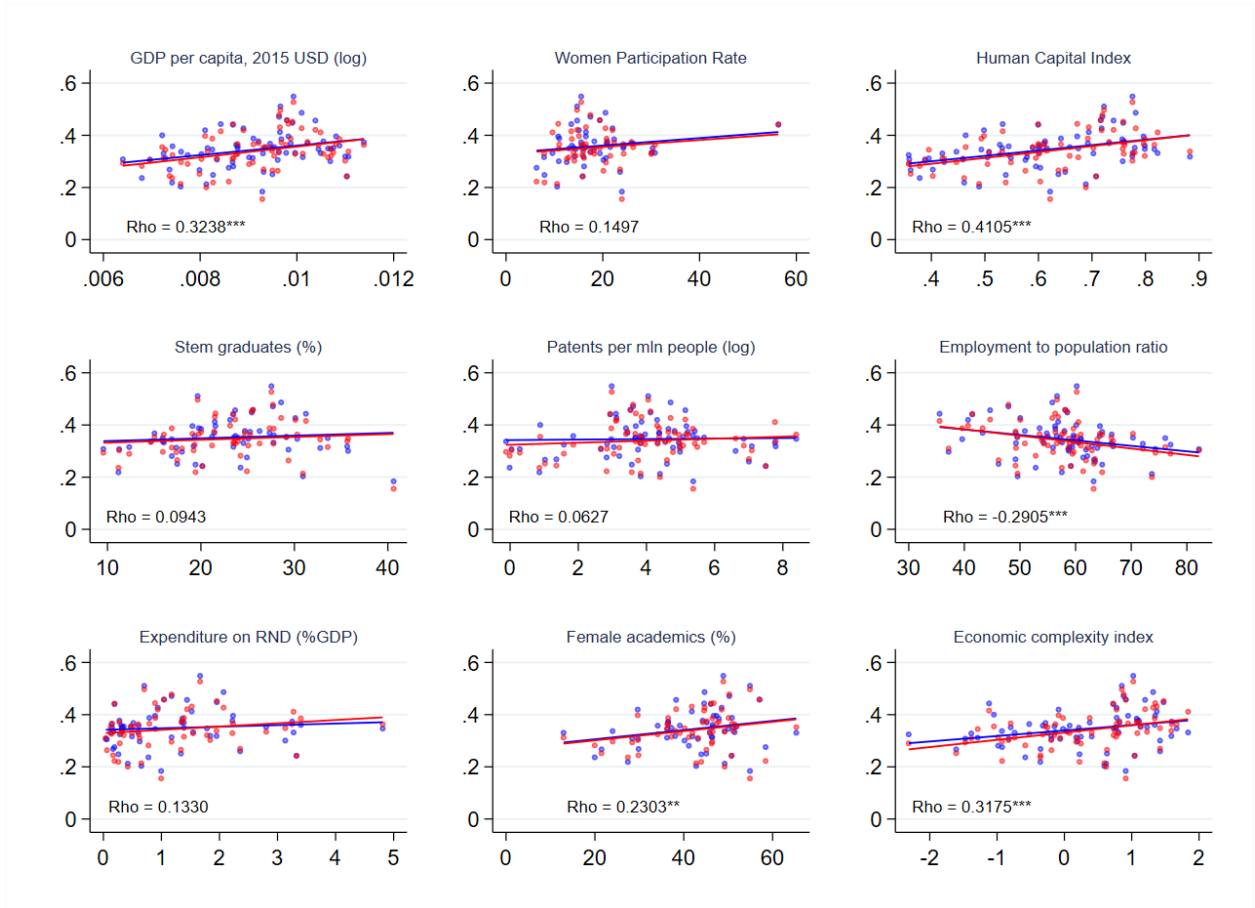 GDP per capita, 2015 USD (log)
.6
.4
.2
0
Rho = 0.3238***
.006 .008 .01 .012
Women Participation Rate
.6
.4
.2
0
Rho = 0.1497
0 20 40 60
Human Capital Index
.6
.4
.2
0
Rho = 0.4105***
.4 .5 .6 .7 .8 .9
Stem graduates (%)
.6
.4
.2
0
Rho = 0.0943
10 20 30 40
Patents per mln people (log)
.6
.4
.2
0
Rho = 0.0627
0 2 4 6 8
Employment to population ratio
.6
.4
.2
0
Rho = -0.2905***
30 40 50 60 70 80
Expenditure on RND (%GDP)
.6
.4
.2
0
Rho = 0.1330
0 1 2 3 4 5
Female academics (%)
.6
.4
.2
0
Rho = 0.2303**
0 20 40 60
Economic complexity index
.6
.4
.2
0
Rho = 0.3175***
-2 -1 0 1 2